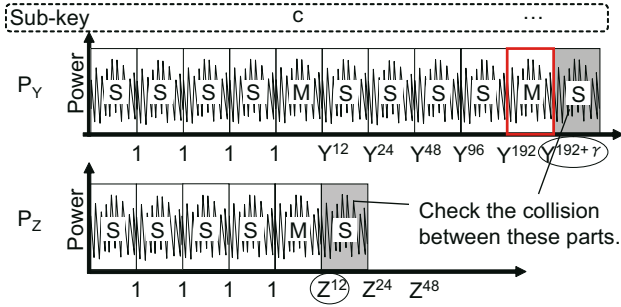 Sub-key c ...
P_Y Power S S S S M S S S S M S
1 1 1 1 Y^12 Y^24 Y^48 Y^96 Y^192 Y^192+γ
P_Z Power S S S S M S
Check the collision
between these parts.
1 1 1 1 Z^12 Z^24 Z^48